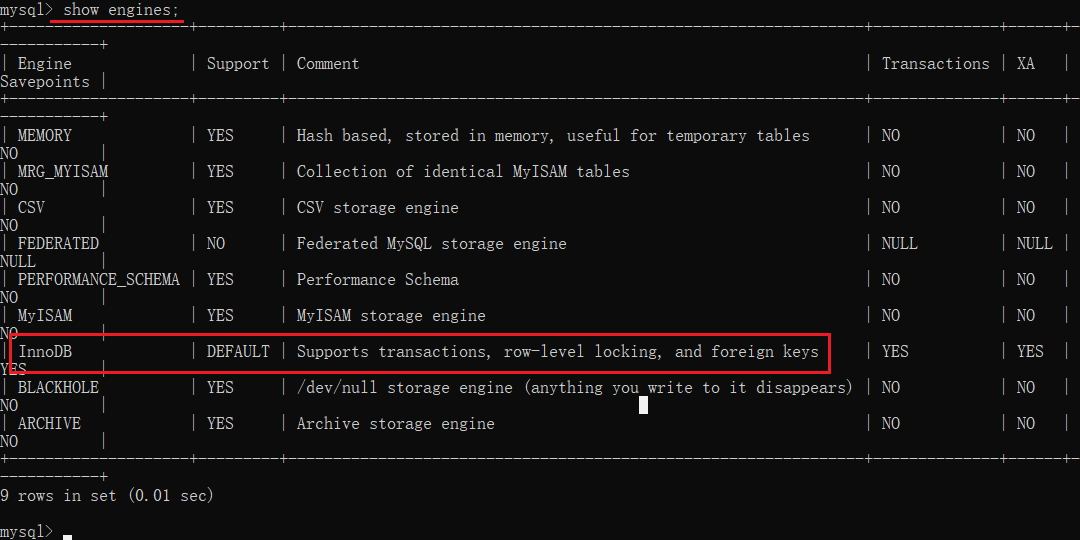 mysql> show engines;
+--------------------+---------+----------------------------------------------------------------+--------------+------+-
-----------+
| Engine             | Support | Comment                                                        | Transactions | XA   |
Savepoints |
+--------------------+---------+----------------------------------------------------------------+--------------+------+-
-----------+
| MEMORY             | YES     | Hash based, stored in memory, useful for temporary tables      | NO           | NO   |
NO         |
| MRG_MYISAM         | YES     | Collection of identical MyISAM tables                          | NO           | NO   |
NO         |
| CSV                | YES     | CSV storage engine                                             | NO           | NO   |
NO         |
| FEDERATED          | NO      | Federated MySQL storage engine                                 | NULL         | NULL |
NULL       |
| PERFORMANCE_SCHEMA | YES     | Performance Schema                                             | NO           | NO   |
NO         |
| MyISAM             | YES     | MyISAM storage engine                                          | NO           | NO   |
NO         |
| InnoDB             | DEFAULT | Supports transactions, row-level locking, and foreign keys     | YES          | YES  |
YES        |
| BLACKHOLE          | YES     | /dev/null storage engine (anything you write to it disappears) | NO           | NO   |
NO         |
| ARCHIVE            | YES     | Archive storage engine                                         | NO           | NO   |
NO         |
+--------------------+---------+----------------------------------------------------------------+--------------+------+-
-----------+
9 rows in set (0.01 sec)
mysql>